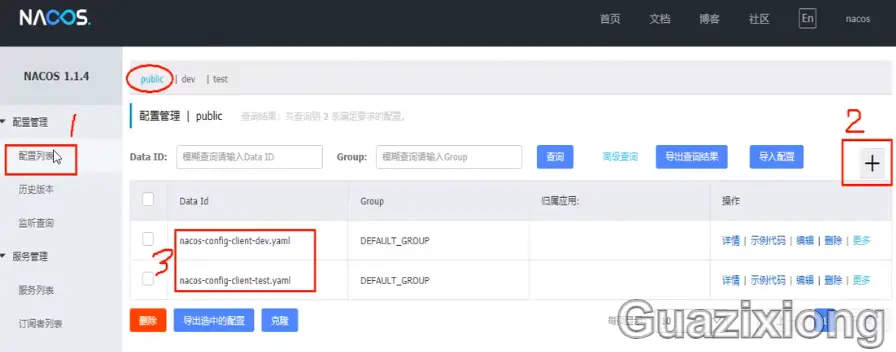 NACOS.
首页 文档 博客 社区 En nacos
NACOS 1.1.4
public | dev | test
配置管理
1
配置列表
历史版本
监听查询
服务管理
服务列表
订阅者列表
配置管理 | public 查询结果：共查询到 2 条满足要求的配置。
2
Data ID: 模糊查询请输入Data ID Group: 模糊查询请输入Group 查询 高级查询 导出查询结果 导入配置 +
Data Id Group 归属应用: 操作
nacos-config-client-dev.yaml DEFAULT_GROUP 详情 | 示例代码 | 编辑 | 删除 | 更多
3
nacos-config-client-test.yaml DEFAULT_GROUP 详情 | 示例代码 | 编辑 | 删除 | 更多
删除 导出选中的配置 克隆
Guazixiong